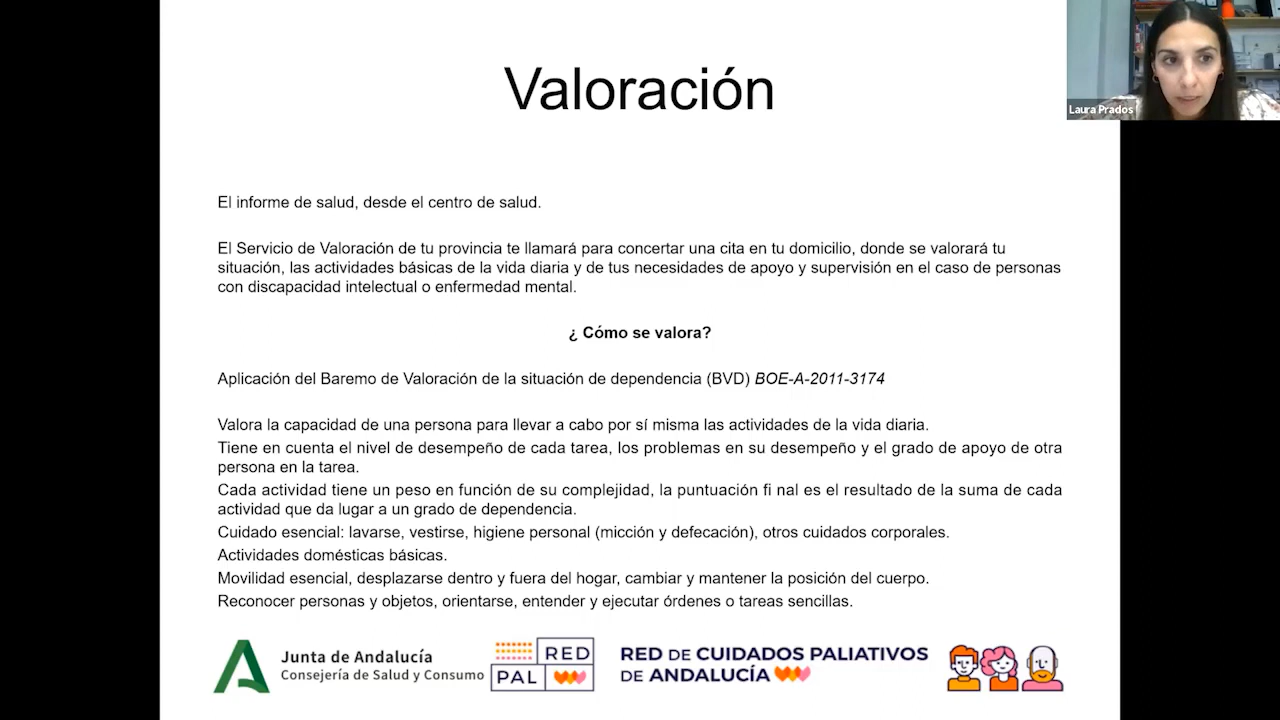 Valoración
Laura Prados
El informe de salud, desde el centro de salud.
El Servicio de Valoración de tu provincia te llamará para concertar una cita en tu domicilio, donde se valorará tu
situación, las actividades básicas de la vida diaria y de tus necesidades de apoyo y supervisión en el caso de personas
con discapacidad intelectual o enfermedad mental.
¿ Cómo se valora?
Aplicación del Baremo de Valoración de la situación de dependencia (BVD) BOE-A-2011-3174
Valora la capacidad de una persona para llevar a cabo por sí misma las actividades de la vida diaria.
Tiene en cuenta el nivel de desempeño de cada tarea, los problemas en su desempeño y el grado de apoyo de otra
persona en la tarea.
Cada actividad tiene un peso en función de su complejidad, la puntuación fi nal es el resultado de la suma de cada
actividad que da lugar a un grado de dependencia.
Cuidado esencial: lavarse, vestirse, higiene personal (micción y defecación), otros cuidados corporales.
Actividades domésticas básicas.
Movilidad esencial, desplazarse dentro y fuera del hogar, cambiar y mantener la posición del cuerpo.
Reconocer personas y objetos, orientarse, entender y ejecutar órdenes o tareas sencillas.
Junta de Andalucía
Consejería de Salud y Consumo
RED
PAL
RED DE CUIDADOS PALIATIVOS
DE ANDALUCÍA